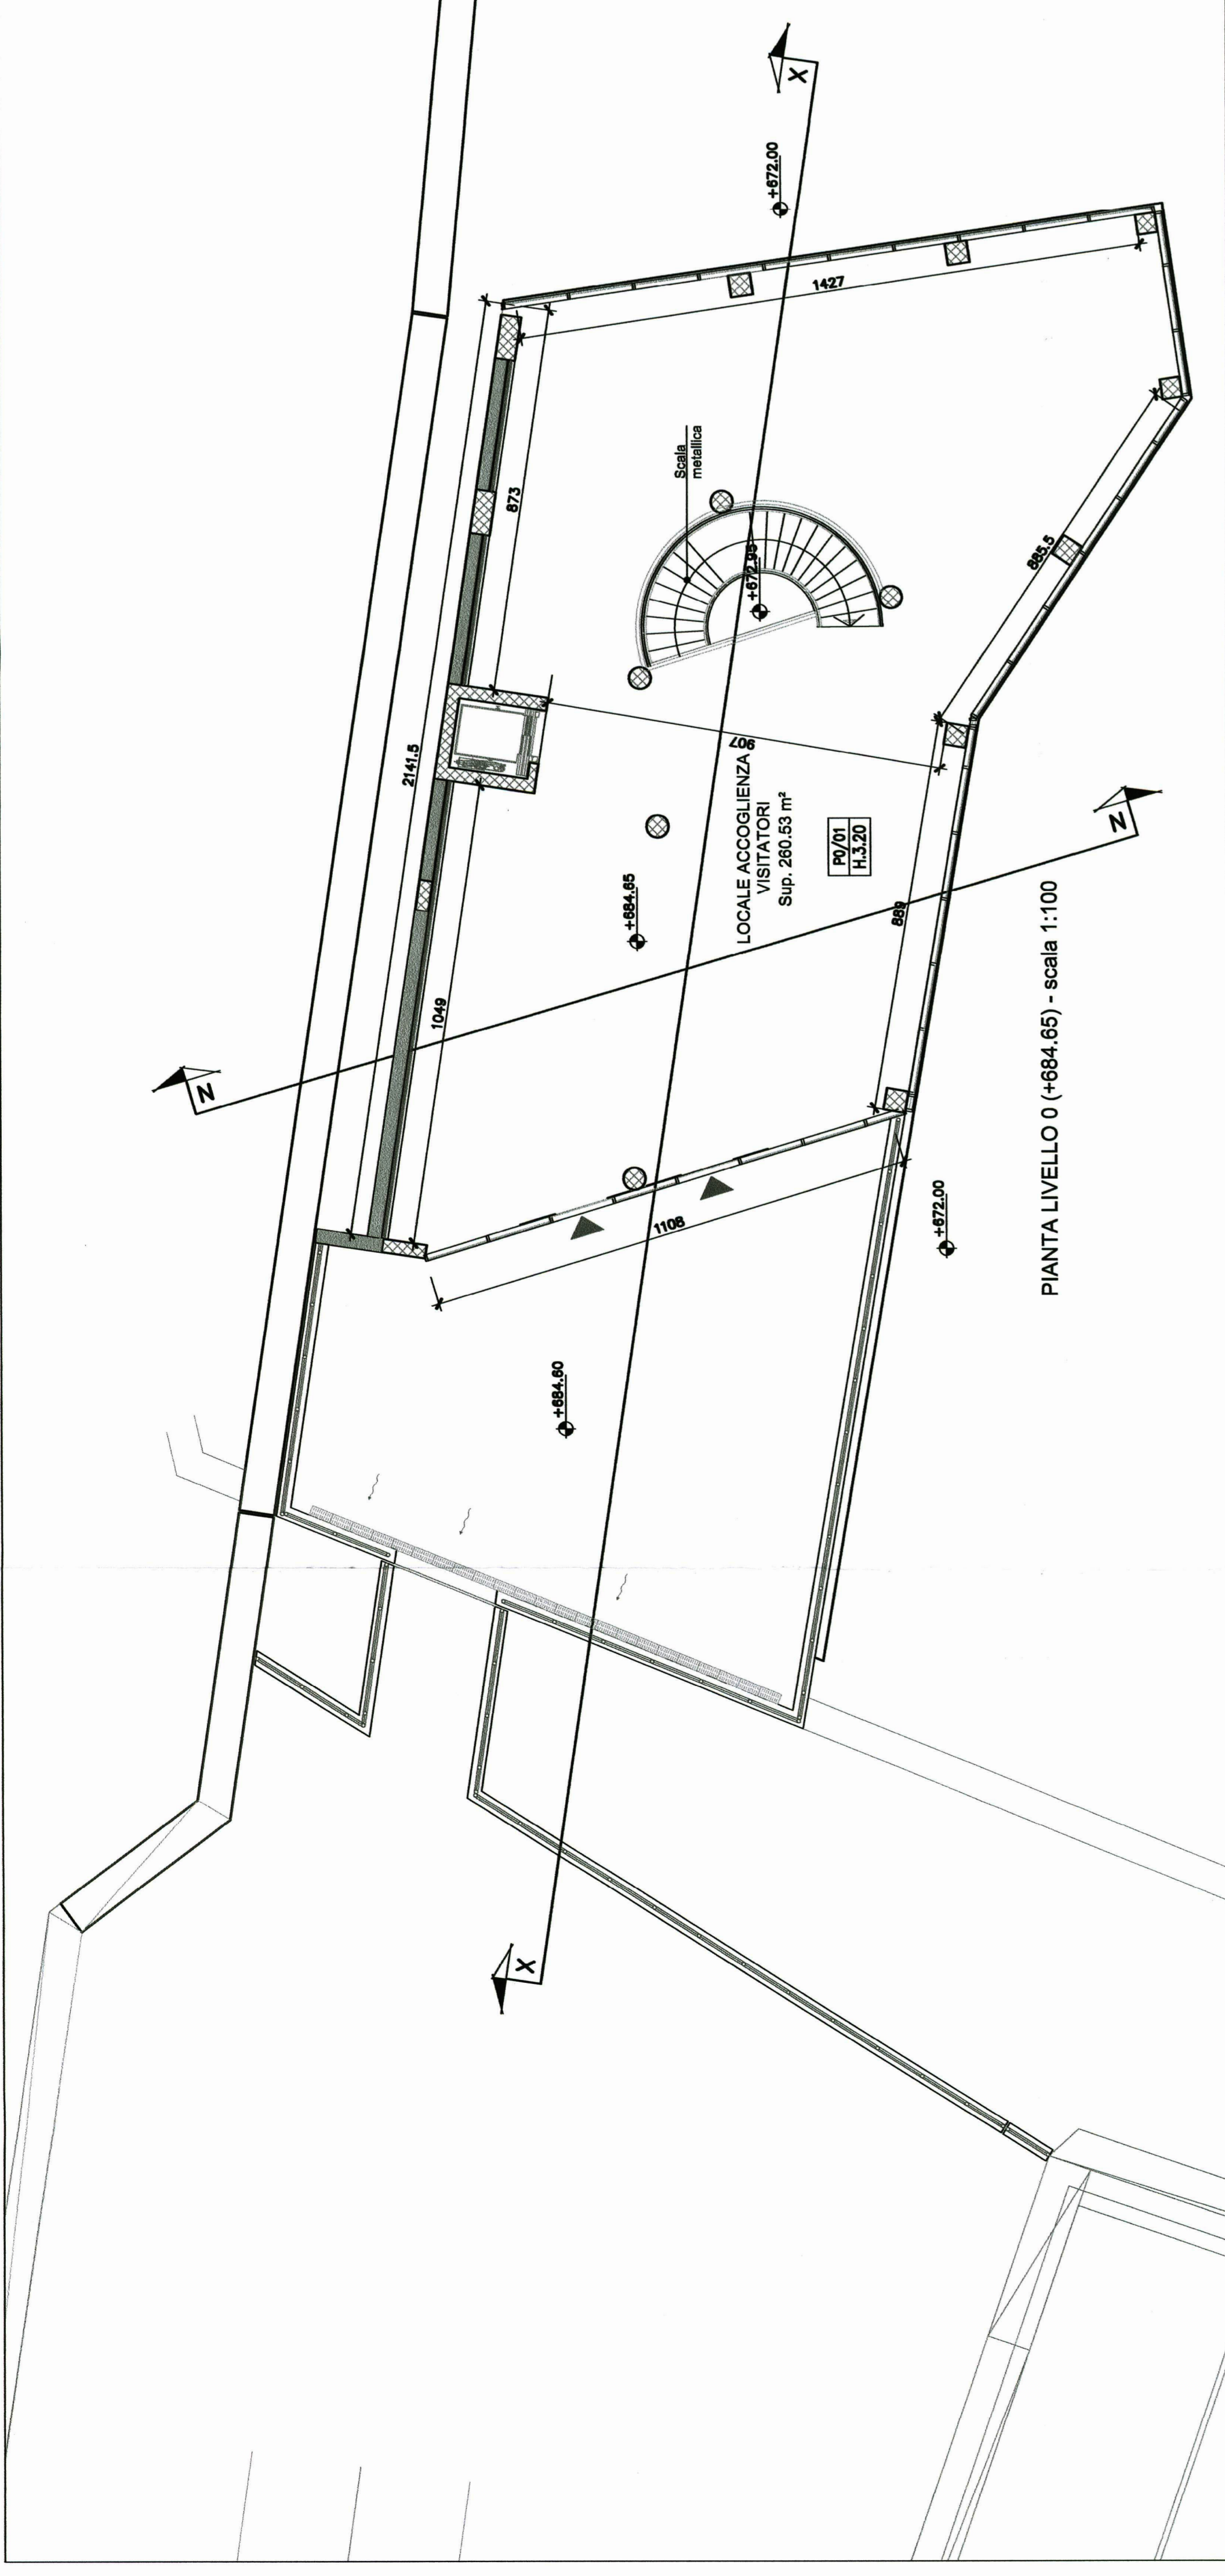 X
+672.00
1427
873
Scala
metallica
+672.95
885.5
2141.5
907
LOCALE ACCOGLIENZA
VISITATORI
Sup. 260.53 m²
P0/01
H.3.20
N
+684.65
889
1049
N
1108
+672.00
PIANTA LIVELLO 0 (+684.65) - scala 1:100
+684.60
X